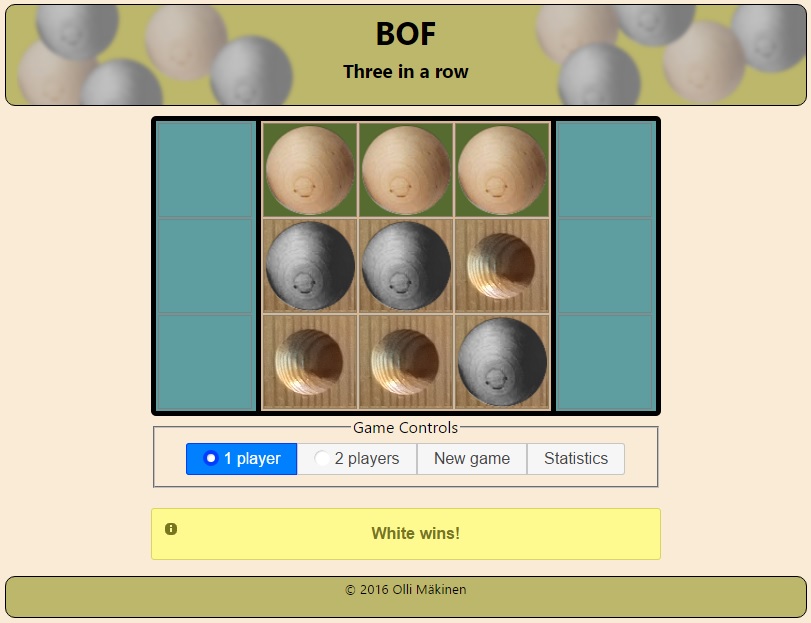 BOF
Three in a row
Game Controls
1 player
2 players
New game
Statistics
White wins!
© 2016 Olli Mäkinen